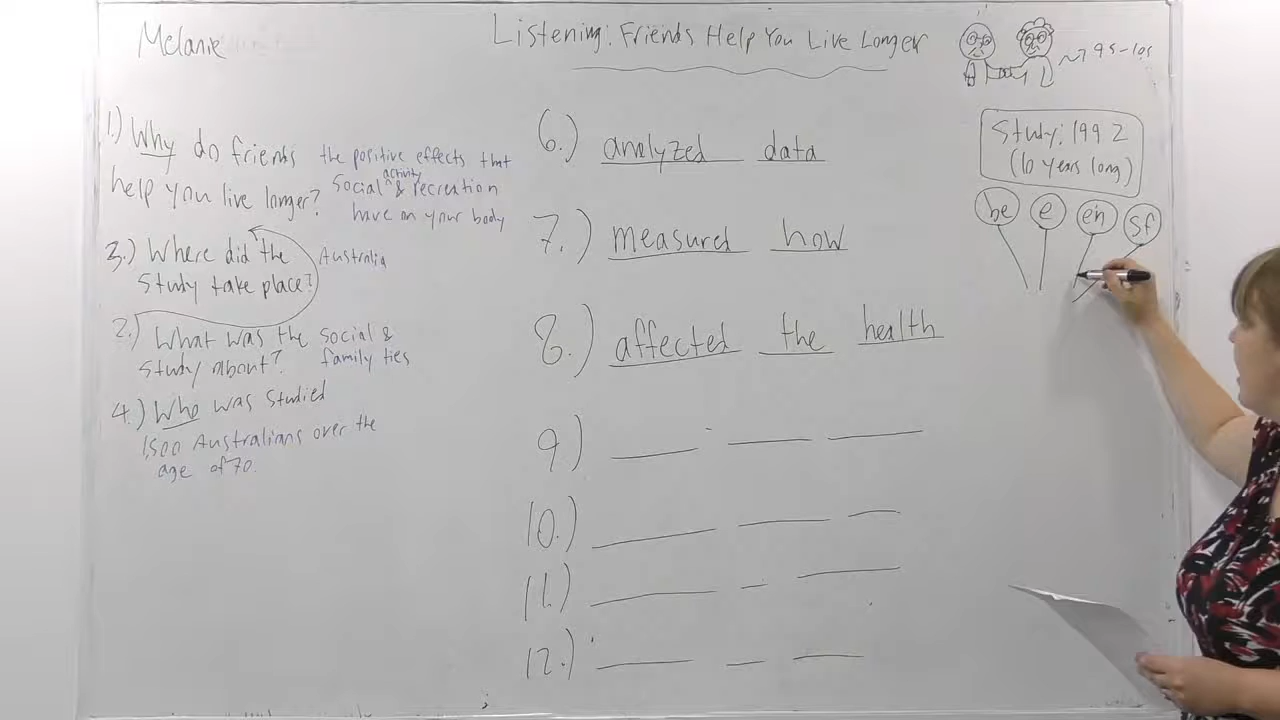 Melanie
Listening: Friends Help You Live Longer
~> 95-105
1.) Why do friends
help you live longer?
the positive effects that
social activity & recreation
have on your body
3.) Where did the
study take place?
Australia
2.) What was the
study about?
social &
family ties
4.) Who was studied
1,500 Australians over the
age of 70.
6.) analyzed data
7.) measured how
8.) affected the health
9)
10.)
11.)
12.)
Study: 1992
(10 years long)
be e en sf